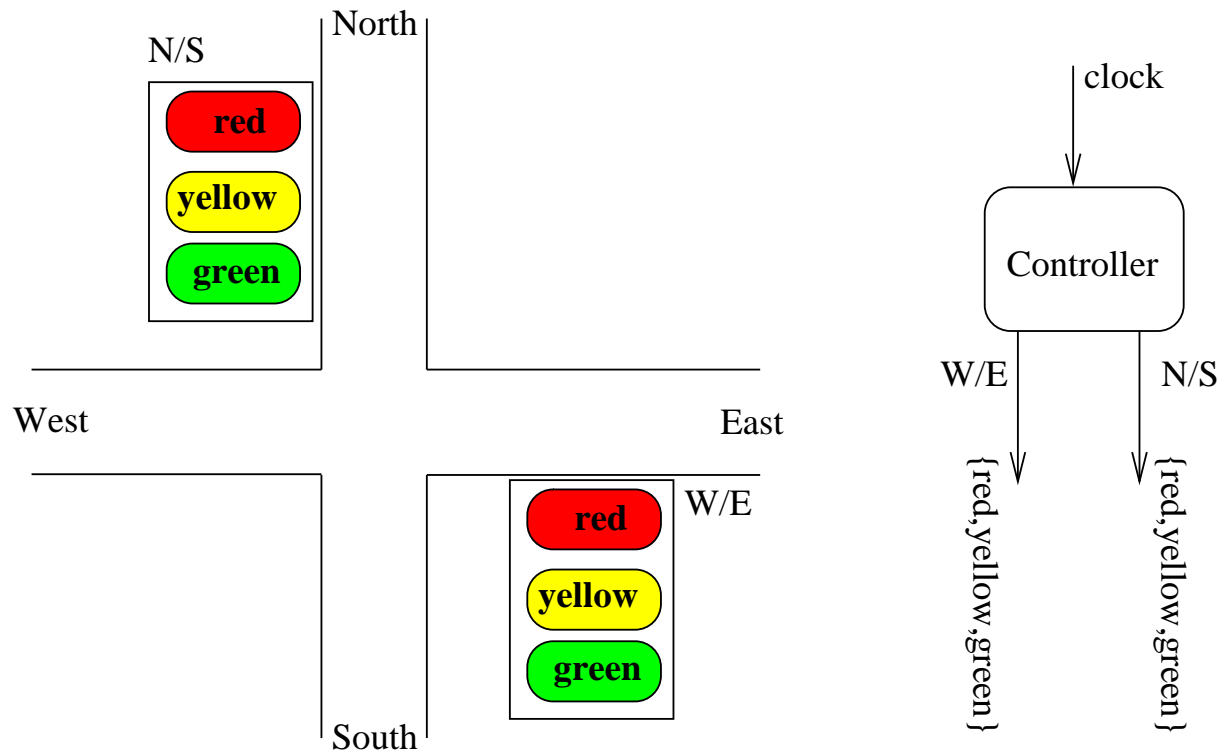 North
N/S
red
yellow
green
West
East
W/E
red
yellow
green
South
clock
Controller
W/E
N/S
{red,yellow,green}
{red,yellow,green}